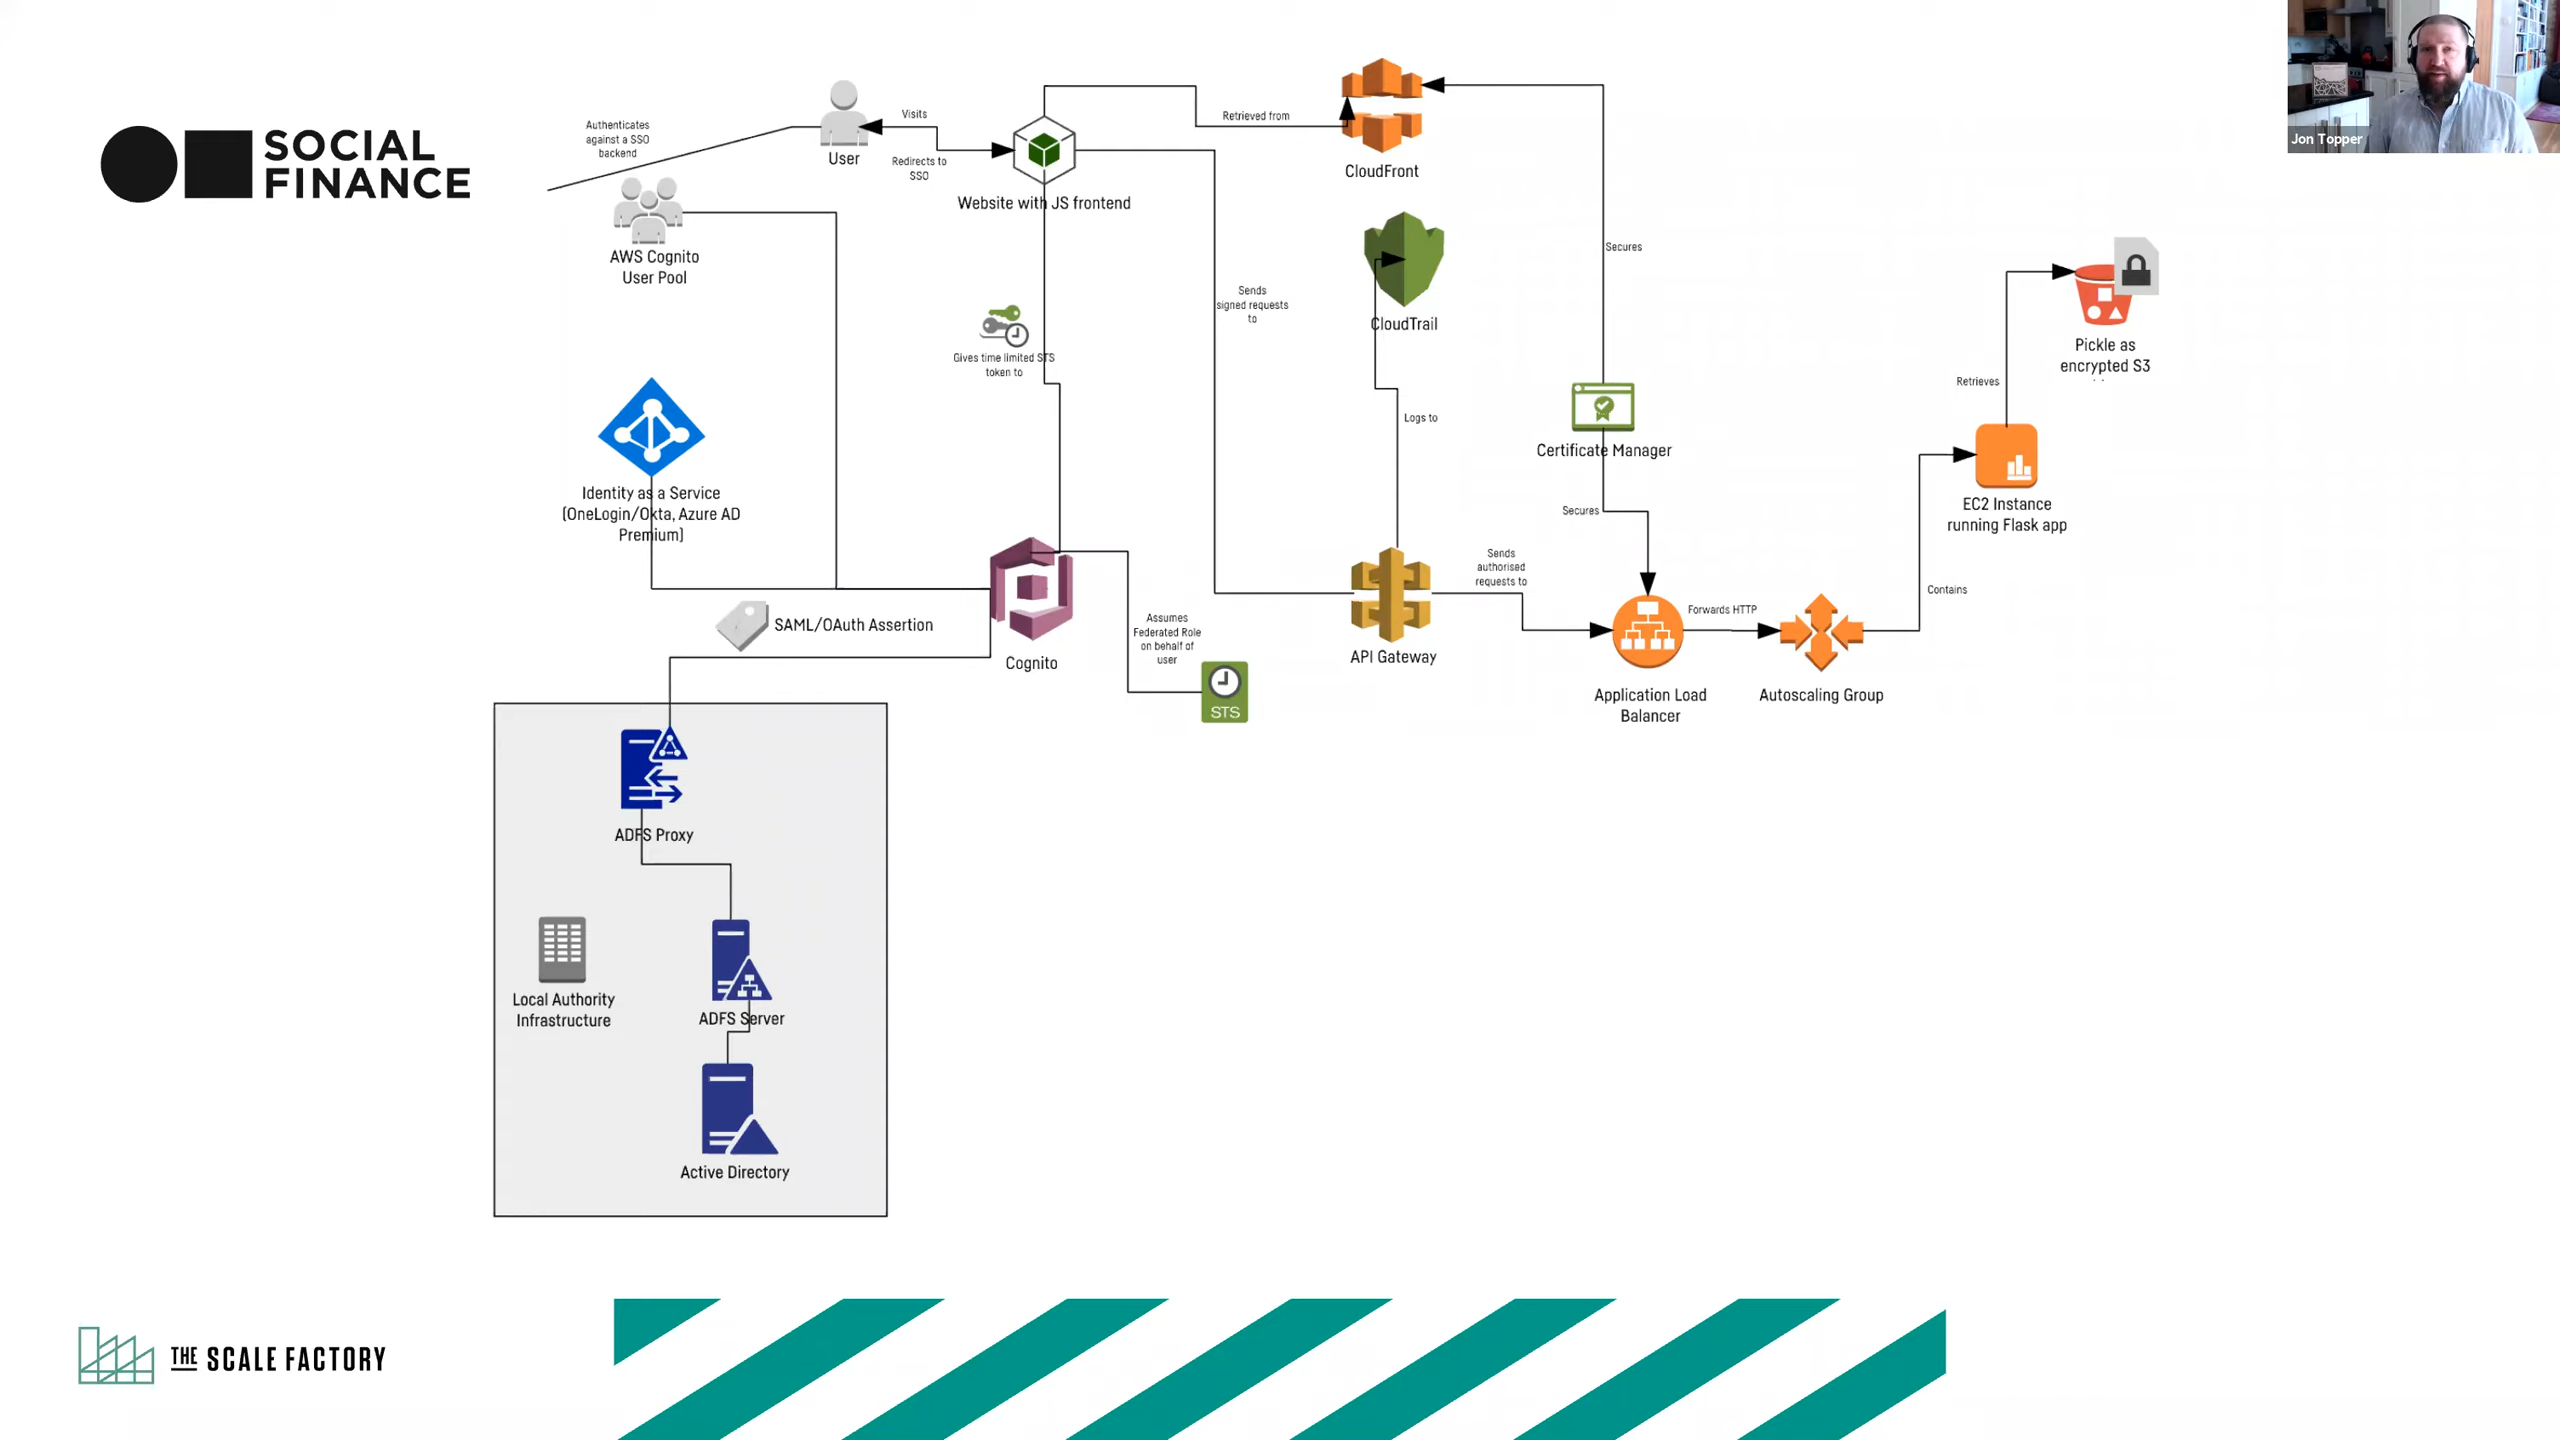 Jon Topper
SOCIAL
FINANCE
Authenticates
against a SSO
backend
User
Visits
Redirects to
SSO
Website with JS frontend
Retrieved from
CloudFront
AWS Cognito
User Pool
CloudTrail
Secures
Sends
signed requests
to
Gives time limited STS
token to
Pickle as
encrypted S3
Retrieves
Logs to
Certificate Manager
Secures
Identity as a Service
(OneLogin/Okta, Azure AD
Premium)
EC2 Instance
running Flask app
Sends
authorised
requests to
Contains
Forwards HTTP
SAML/OAuth Assertion
Cognito
Assumes
Federated Role
on behalf of
user
STS
API Gateway
Application Load
Balancer
Autoscaling Group
ADFS Proxy
Local Authority
Infrastructure
ADFS Server
Active Directory
THE SCALE FACTORY